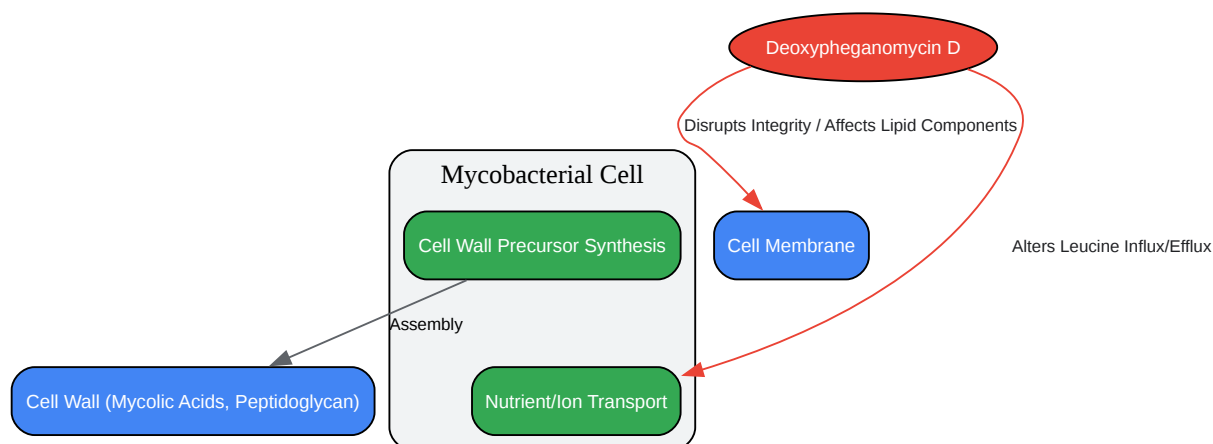 Deoxypheganomycin D
Disrupts Integrity / Affects Lipid Components
Mycobacterial Cell
Cell Wall Precursor Synthesis
Cell Membrane
Alters Leucine Influx/Efflux
Assembly
Cell Wall (Mycolic Acids, Peptidoglycan)
Nutrient/Ion Transport